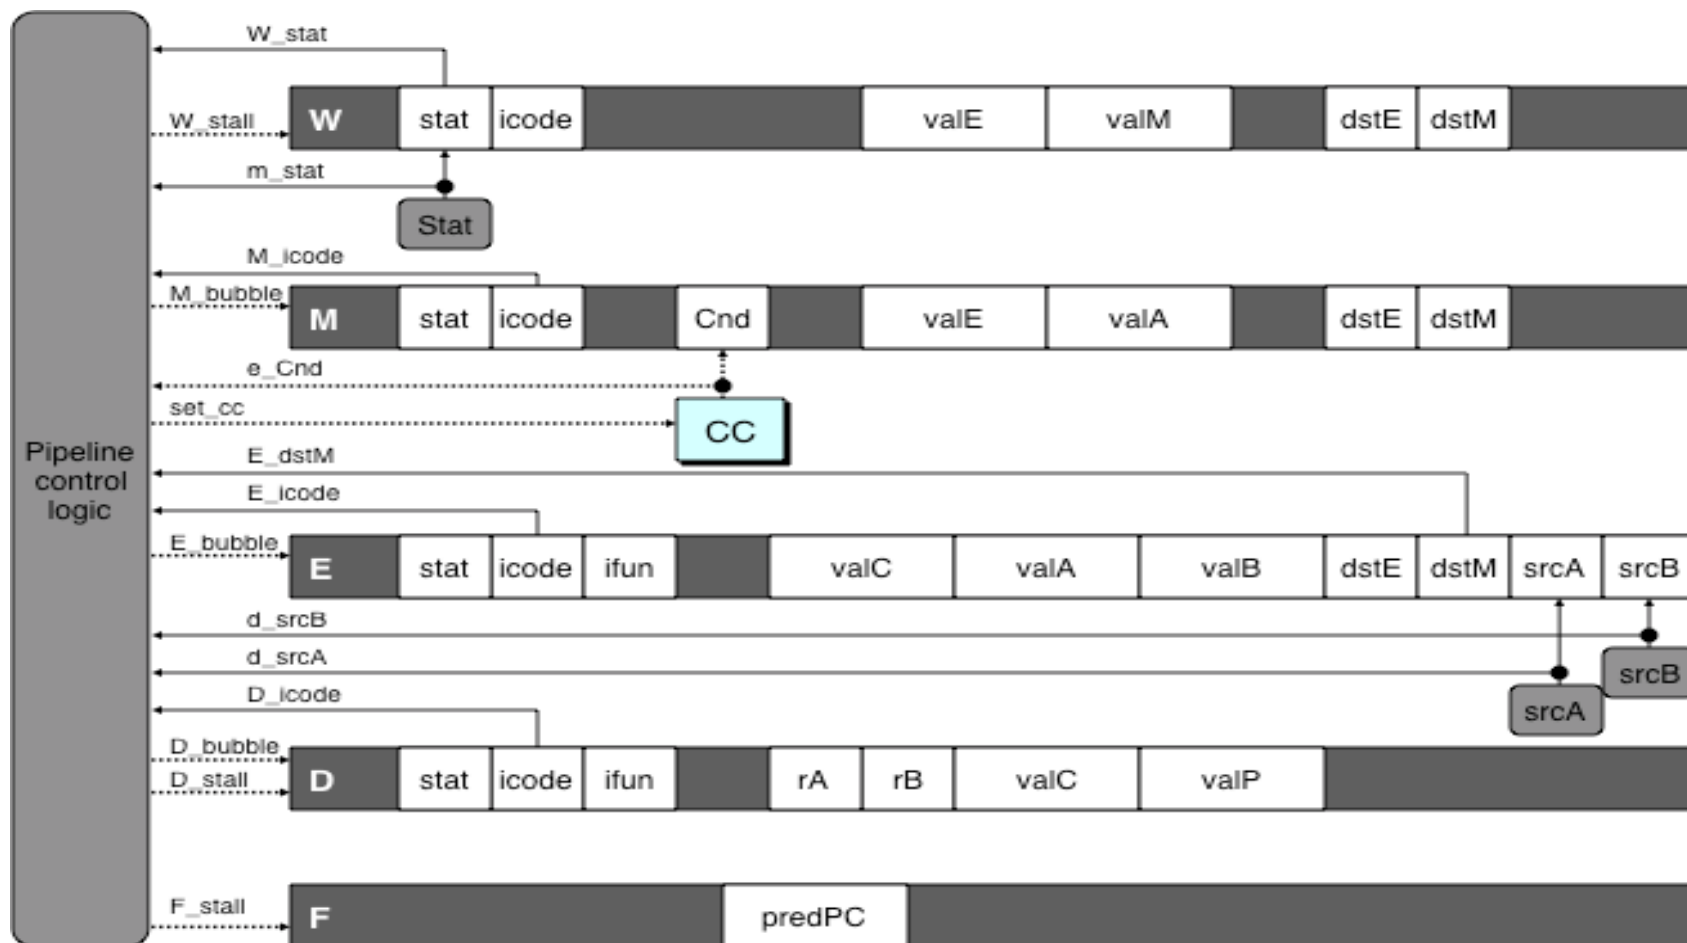 W_stat
W_stall
W stat icode valE valM dstE dstM
m_stat
Stat
M_icode
M_bubble
M stat icode Cnd valE valA dstE dstM
e_Cnd
set_cc
CC
Pipeline
control
logic
E_dstM
E_icode
E_bubble
E stat icode ifun valC valA valB dstE dstM srcA srcB
d_srcB
d_srcA
srcB
D_icode
srcA
D_bubble
D_stall
D stat icode ifun rA rB valC valP
F_stall
F predPC